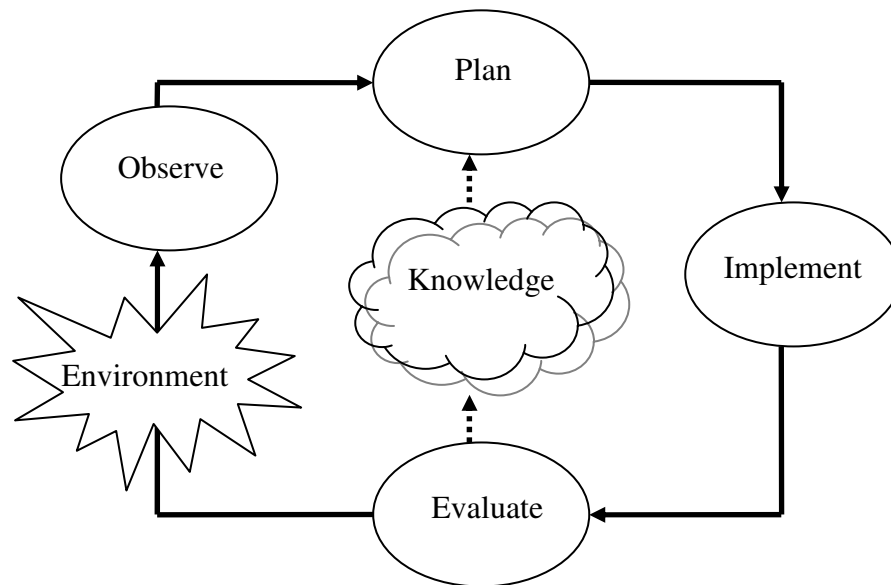 Plan
Observe
Implement
Knowledge
Environment
Evaluate